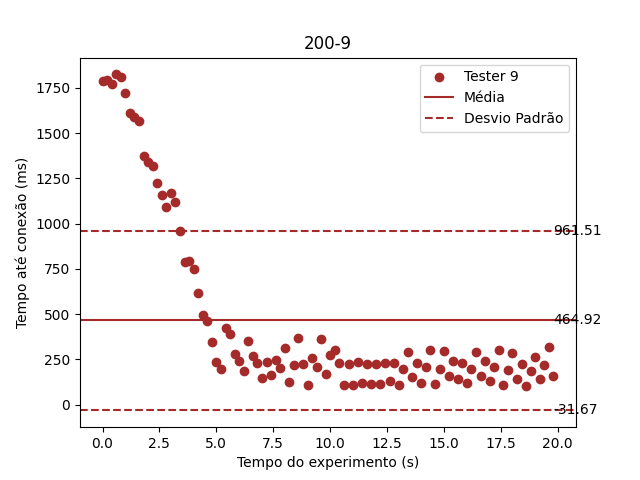 200-9
Tester 9
Média
Desvio Padrão
Tempo até conexão (ms)
1750
1500
1250
1000
750
500
250
0
961.51
464.92
-31.67
0.0 2.5 5.0 7.5 10.0 12.5 15.0 17.5 20.0
Tempo do experimento (s)